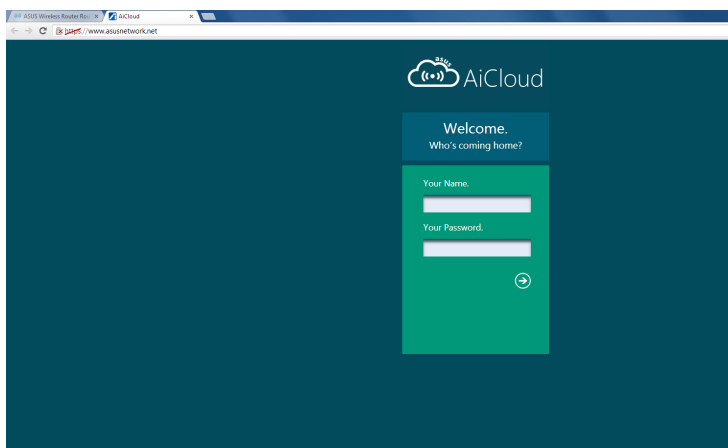 ASUS Wireless Router Rou
AiCloud
https://www.asusnetwork.net
asus
AiCloud
Welcome.
Who's coming home?
Your Name.
Your Password.